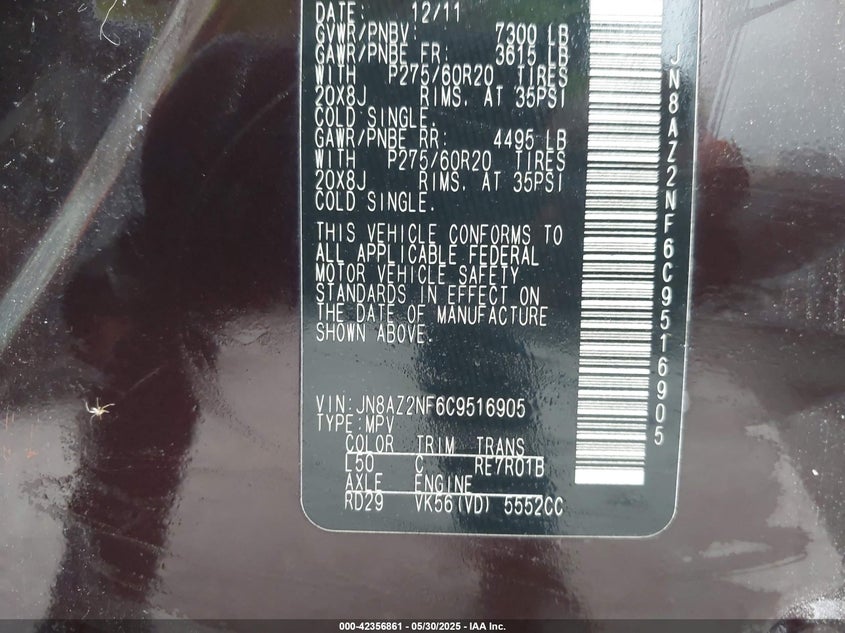 DATE: 12/11
GVWR/PNBV: 7300 LB
GAWR/PNBE FR: 3615 LB
WITH P275/60R20 TIRES
20X8J RIMS. AT 35PSI
COLD SINGLE.
GAWR/PNBE RR: 4495 LB
WITH P275/60R20 TIRES
20X8J RIMS. AT 35PSI
COLD SINGLE.
THIS VEHICLE CONFORMS TO
ALL APPLICABLE FEDERAL
MOTOR VEHICLE SAFETY
STANDARDS IN EFFECT ON
THE DATE OF MANUFACTURE
SHOWN ABOVE.
VIN:JN8AZ2NF6C9516905
TYPE:MPV
COLOR TRIM TRANS
L50 C RE7R01B
AXLE ENGINE
RD29 VK56(VD) 5552CC
JN8AZ2NF6C9516905
000-42356861 - 05/30/2025 - IAA Inc.